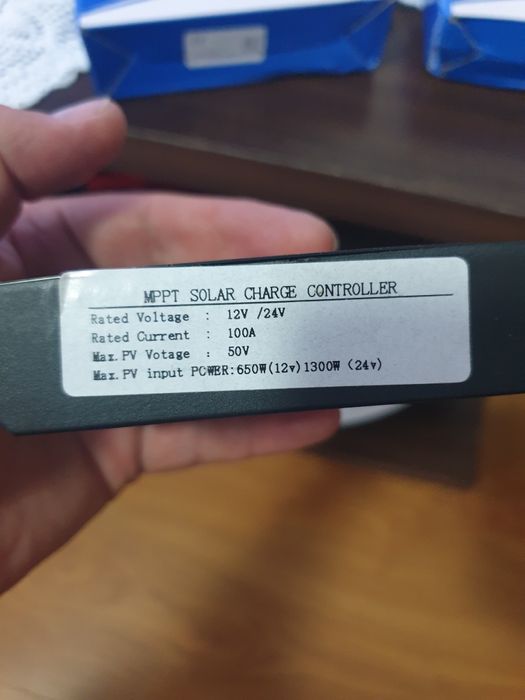 MPPT SOLAR CHARGE CONTROLLER
Rated Voltage : 12V /24V
Rated Current : 100A
Max.PV Votage : 50V
Max.PV input POWER:650W(12v)1300W (24v)